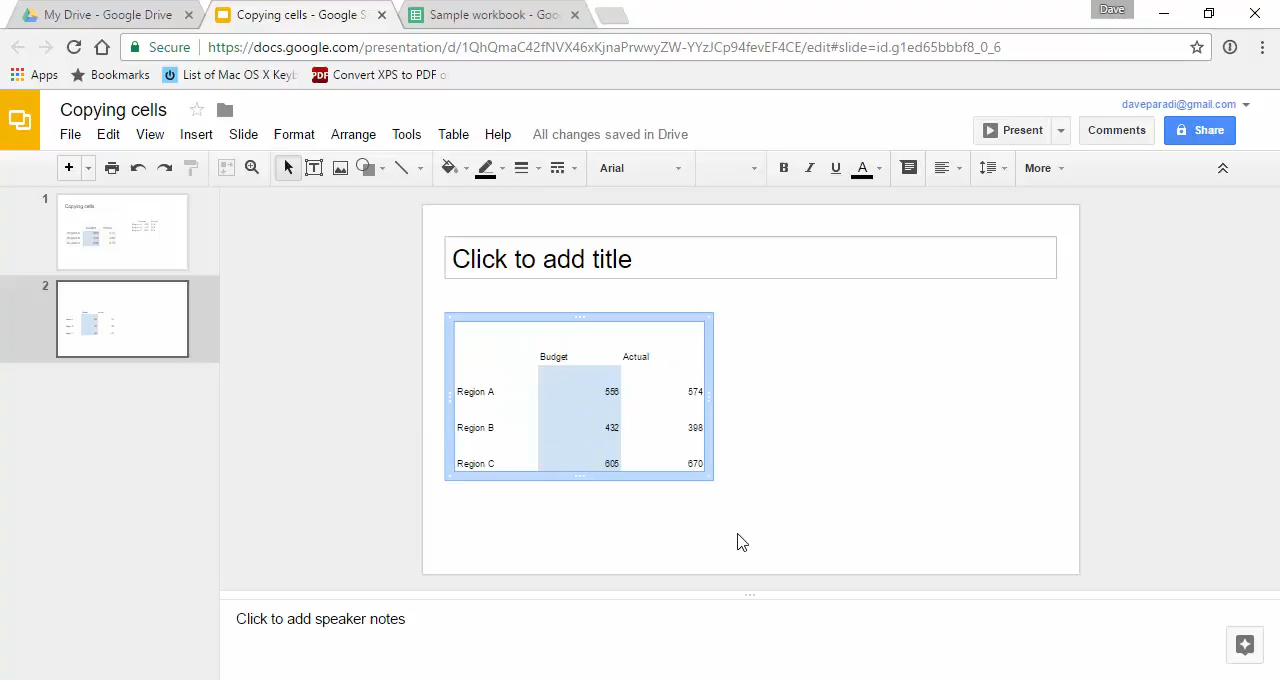 My Drive - Google Drive
Copying cells - Google S
Sample workbook - Goo
Dave
Secure
https://docs.google.com/presentation/d/1QhQmaC42fNVX46xKjnaPrwwyZW-YYzJCp94fevEF4CE/edit#slide=id.g1ed65bbbf8_0_6
Apps
Bookmarks
List of Mac OS X Keyb
PDF
Convert XPS to PDF o
Copying cells
daveparadi@gmail.com
File Edit View Insert Slide Format Arrange Tools Table Help All changes saved in Drive
Present
Comments
Share
Arial
B I U A
More
1
Copying cells
2
Click to add title
Budget Actual
Region A 556 574
Region B 432 398
Region C 605 670
Click to add speaker notes